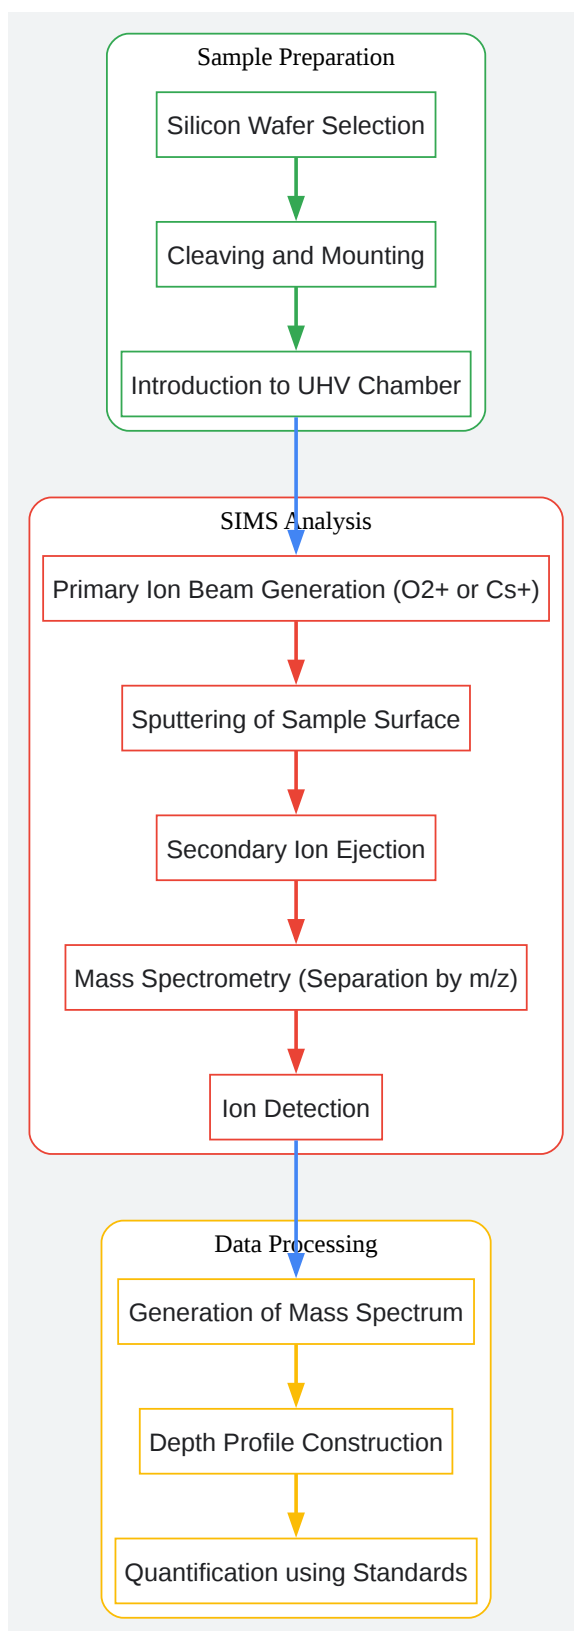 Sample Preparation
Silicon Wafer Selection
Cleaving and Mounting
Introduction to UHV Chamber
SIMS Analysis
Primary Ion Beam Generation (O2+ or Cs+)
Sputtering of Sample Surface
Secondary Ion Ejection
Mass Spectrometry (Separation by m/z)
Ion Detection
Data Processing
Generation of Mass Spectrum
Depth Profile Construction
Quantification using Standards